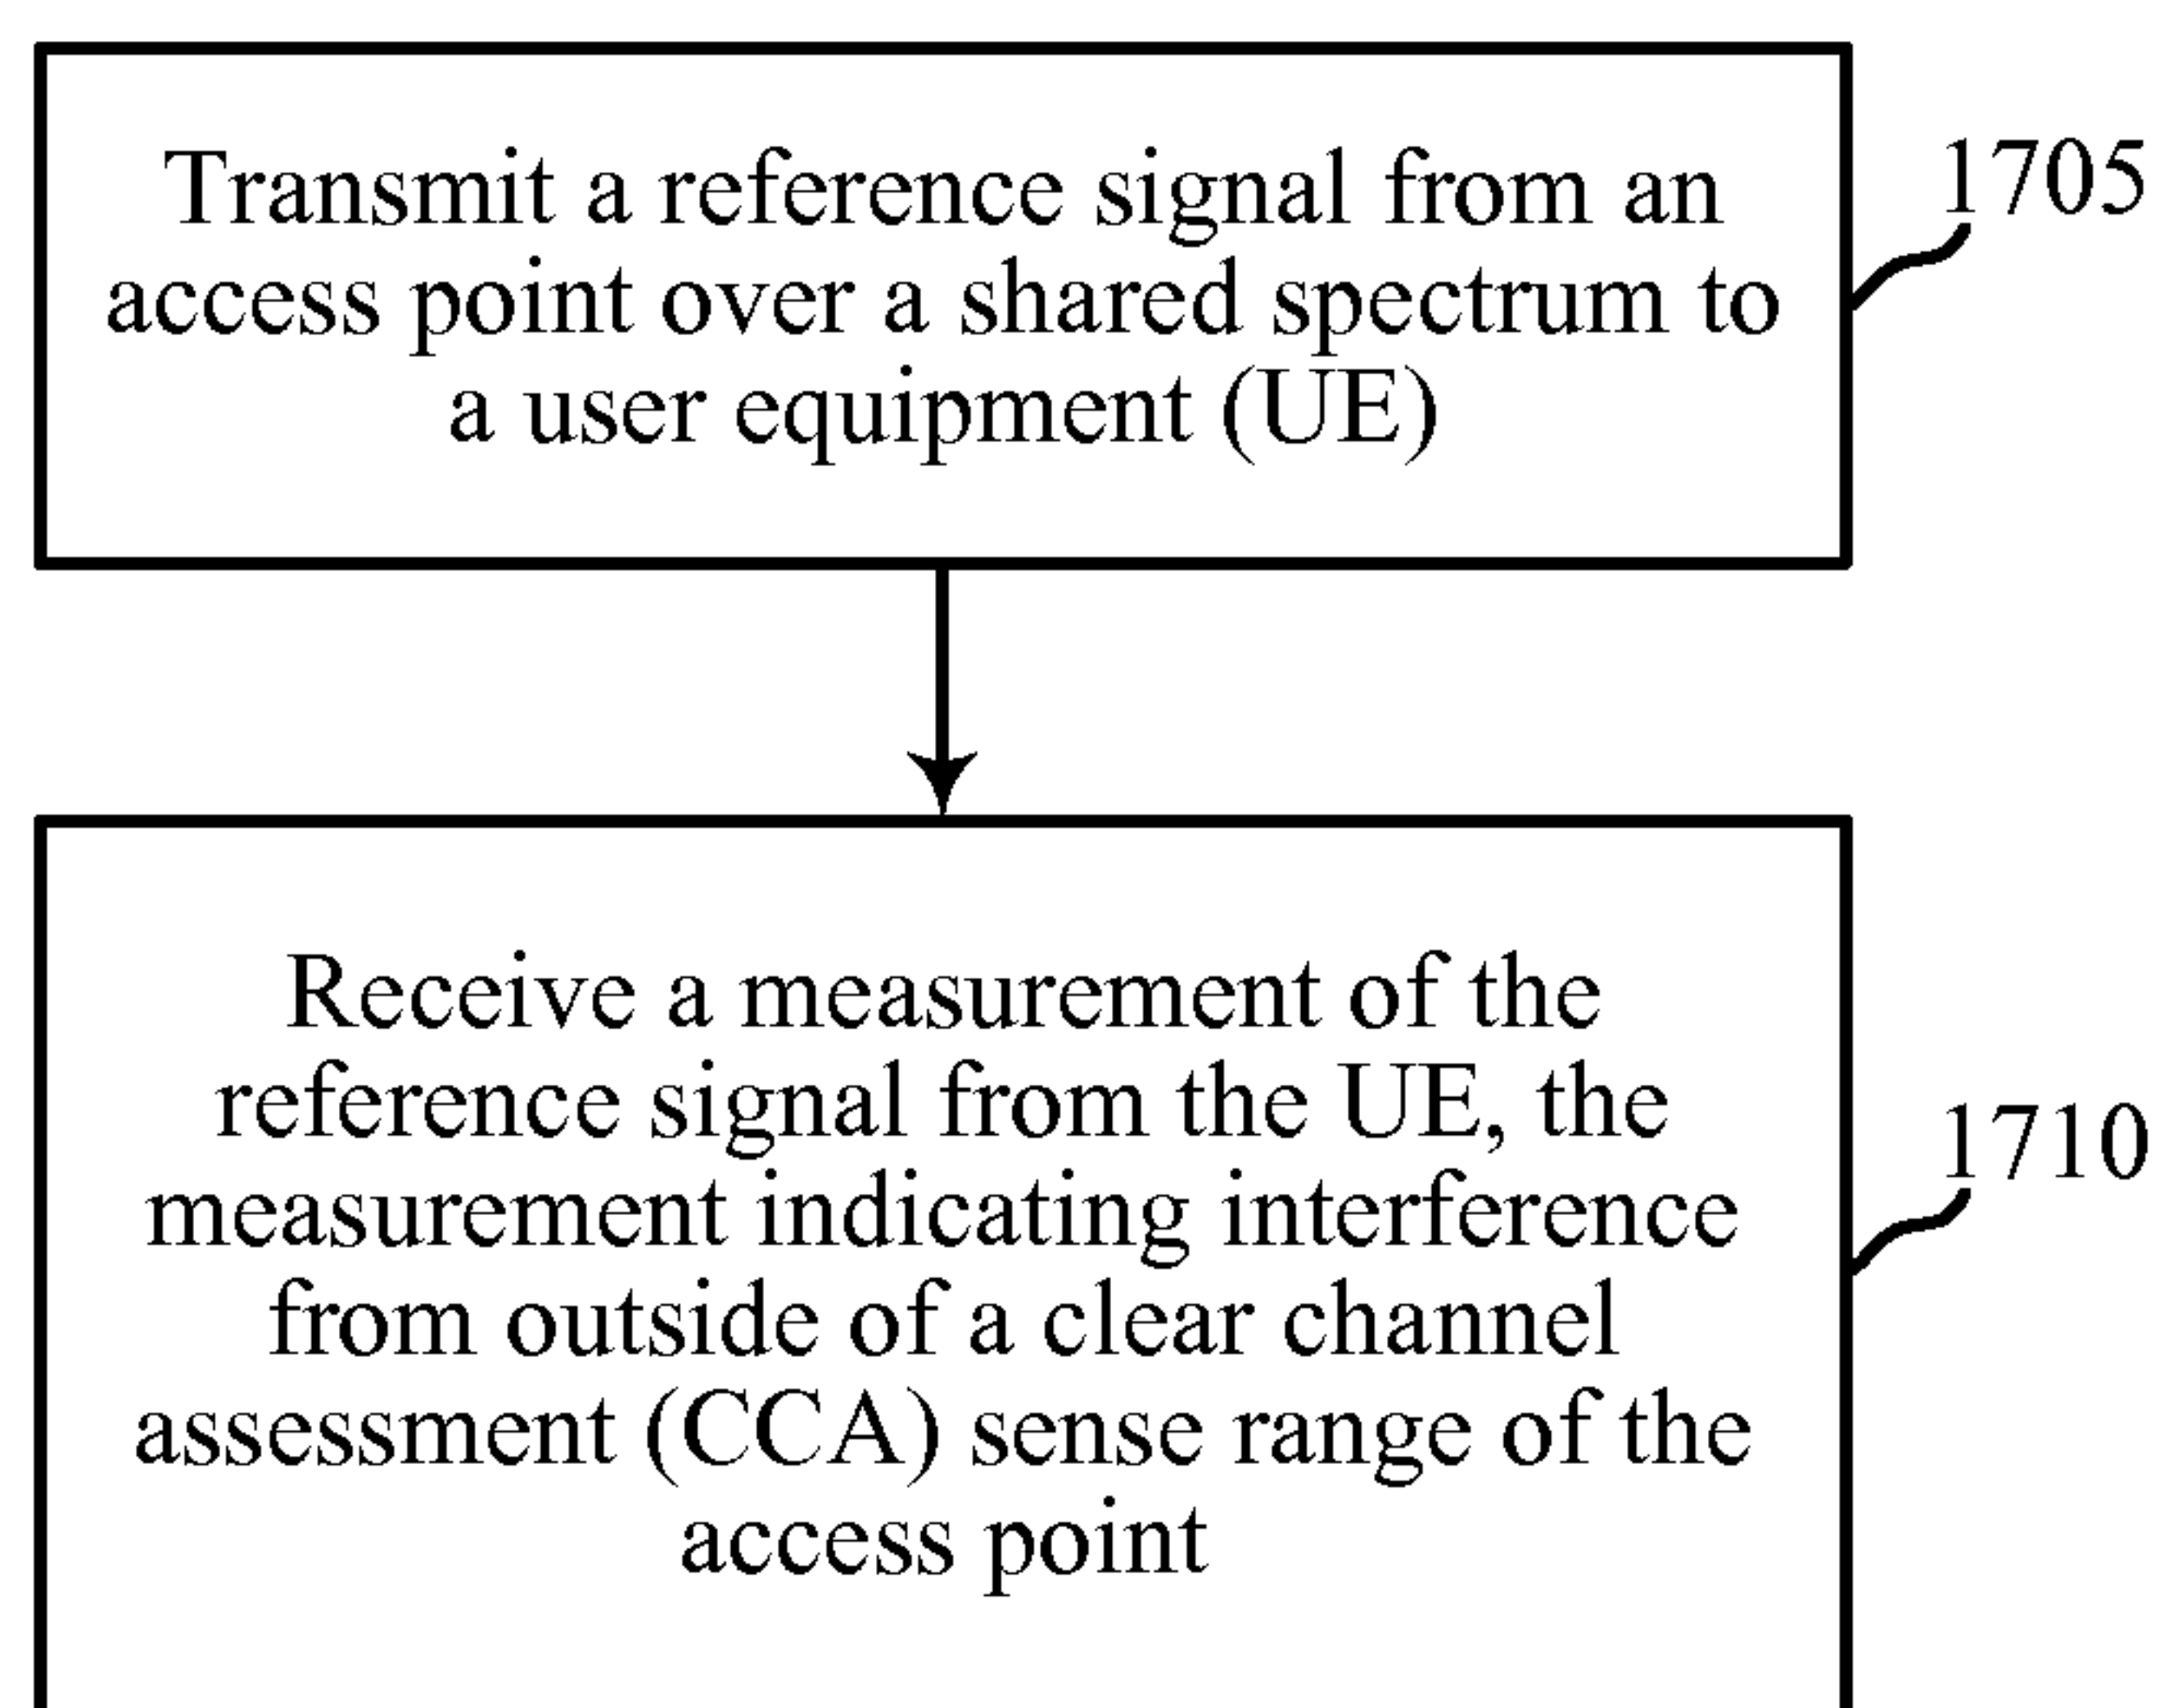 Transmit a reference signal from an
access point over a shared spectrum to
a user equipment (UE)
1705
Receive a measurement of the
reference signal from the UE, the
measurement indicating interference
from outside of a clear channel
assessment (CCA) sense range of the
access point
1710